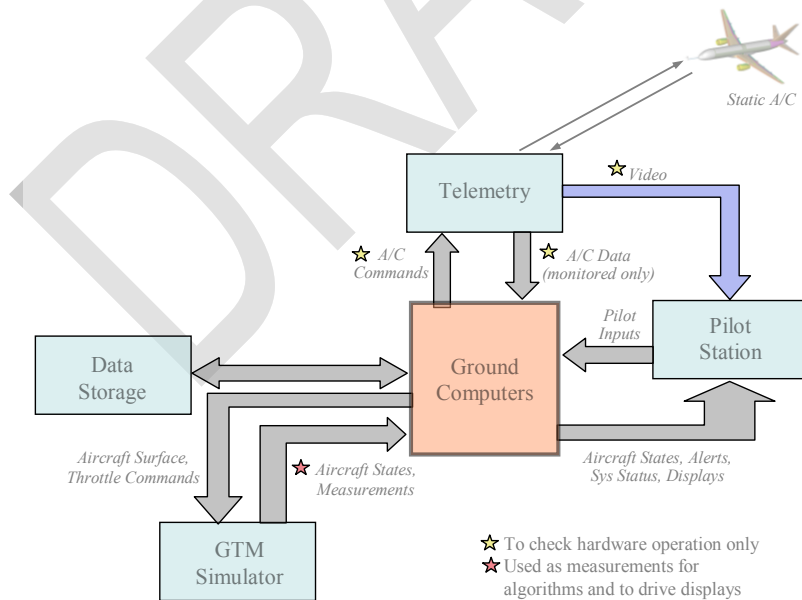 DRA
Static A/C
Telemetry
Video
A/C
Commands
A/C Data
(monitored only)
Pilot
Inputs
Pilot
Station
Data
Storage
Ground
Computers
Aircraft Surface,
Throttle Commands
Aircraft States,
Measurements
Aircraft States, Alerts,
Sys Status, Displays
GTM
Simulator
To check hardware operation only
Used as measurements for
algorithms and to drive displays